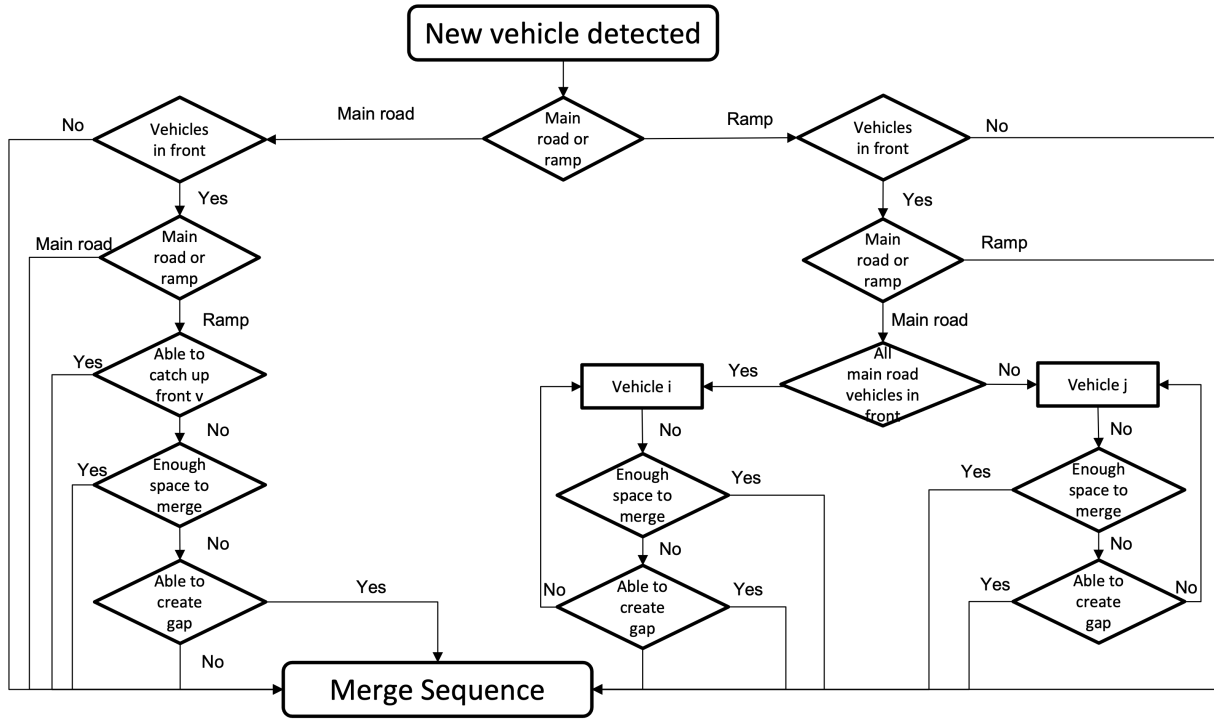 New vehicle detected
Main road
Ramp
No
Vehicles
in front
Main
road or
ramp
Vehicles
in front
No
Yes
Yes
Main road
Main
road or
ramp
Main
road or
ramp
Ramp
Ramp
Main road
Yes
Able to
catch up
front v
All
main road
vehicles in
front
Yes
No
Vehicle i
Vehicle j
No
No
No
Yes
Enough
space to
merge
Enough
space to
merge
Yes
Yes
Enough
space to
merge
No
No
No
Able to
create
gap
Yes
No
Able to
create
gap
Yes
Yes
Able to
create
gap
No
No
Merge Sequence